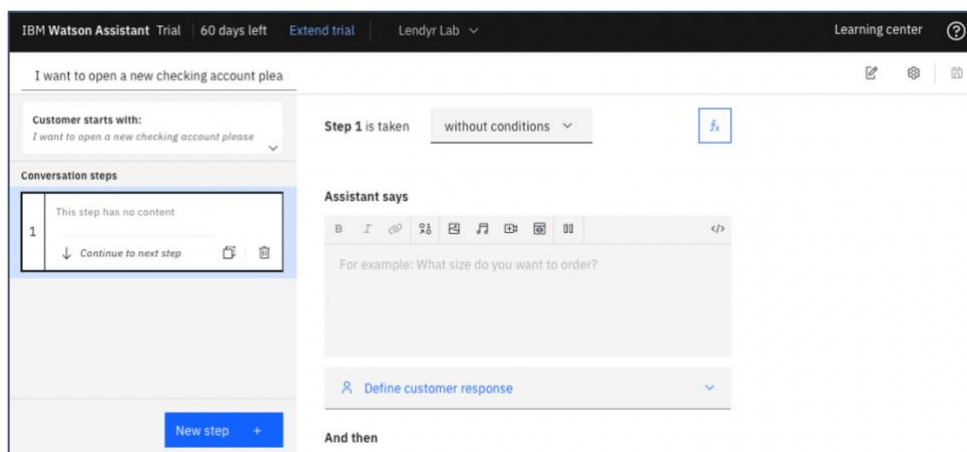 IBM Watson Assistant Trial 60 days left Extend trial Lendyr Lab Learning center ?
I want to open a new checking account plea
Customer starts with:
I want to open a new checking account please
Conversation steps
1
This step has no content
Continue to next step
New step +
Step 1 is taken without conditions fx
Assistant says
B I </>
For example: What size do you want to order?
Define customer response
And then